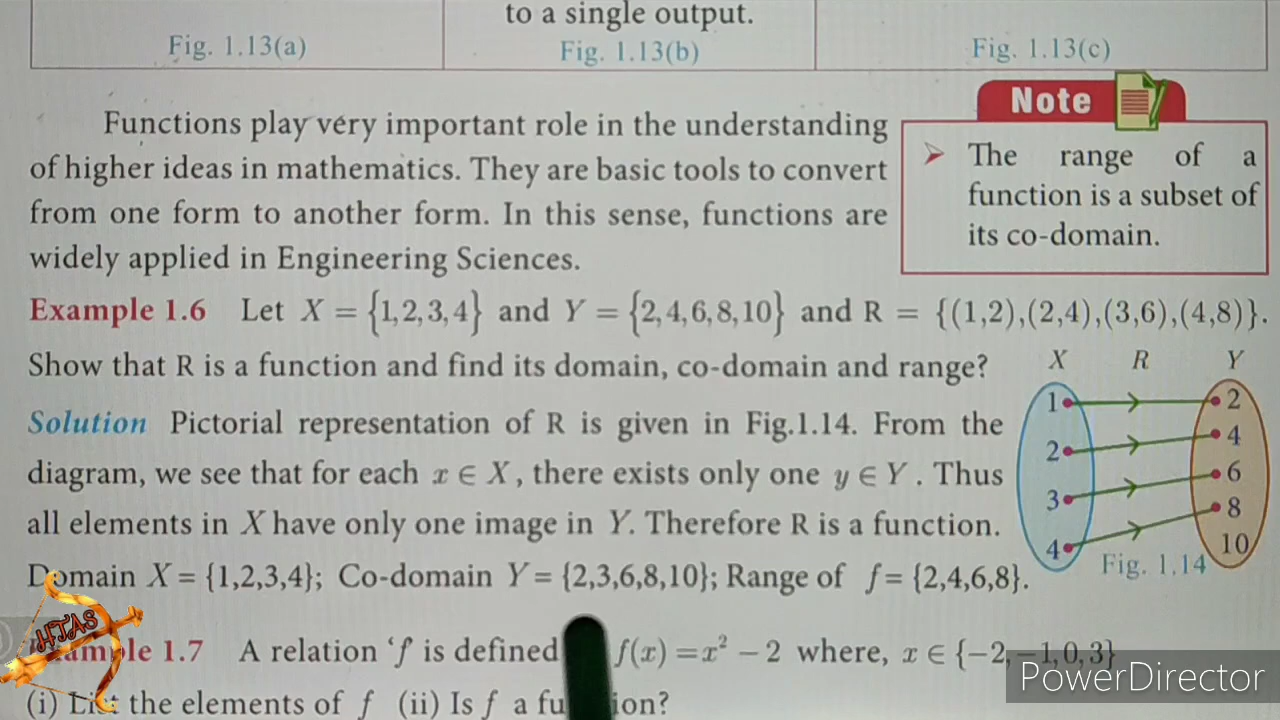 to a single output.
Fig. 1.13(a)
Fig. 1.13(b)
Fig. 1.13(c)
Note
Functions play very important role in the understanding
of higher ideas in mathematics. They are basic tools to convert
from one form to another form. In this sense, functions are
widely applied in Engineering Sciences.
➤ The range of a
function is a subset of
its co-domain.
Example 1.6 Let X = {1,2,3,4} and Y = {2,4,6,8,10} and R = {(1,2),(2,4),(3,6),(4,8)}.
Show that R is a function and find its domain, co-domain and range?
Solution Pictorial representation of R is given in Fig.1.14. From the
diagram, we see that for each x ∈ X, there exists only one y ∈ Y. Thus
all elements in X have only one image in Y. Therefore R is a function.
Domain X = {1,2,3,4}; Co-domain Y = {2,3,6,8,10}; Range of f = {2,4,6,8}.
X R Y
1 2
2 4
3 6
4 8
10
Fig. 1.14
HTAS
Example 1.7 A relation ‘f is defined f(x) = x² − 2 where, x ∈ {−2,−1,0,3}
(i) List the elements of f (ii) Is f a function?
PowerDirector